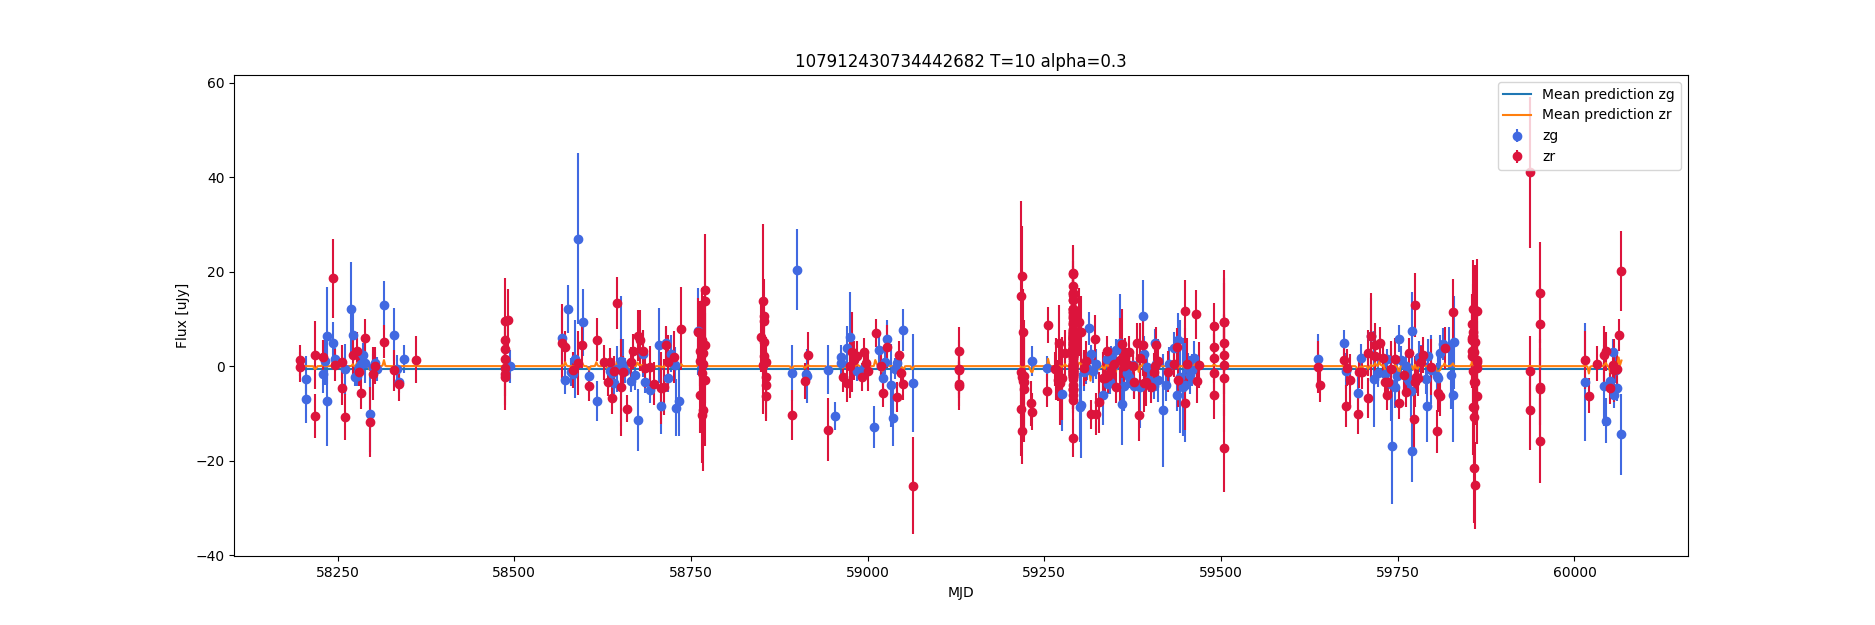 107912430734442682 T=10 alpha=0.3
Flux [uJy]
60
40
20
0
−20
−40
Mean prediction zg
Mean prediction zr
zg
zr
58250 58500 58750 59000 59250 59500 59750 60000
MJD